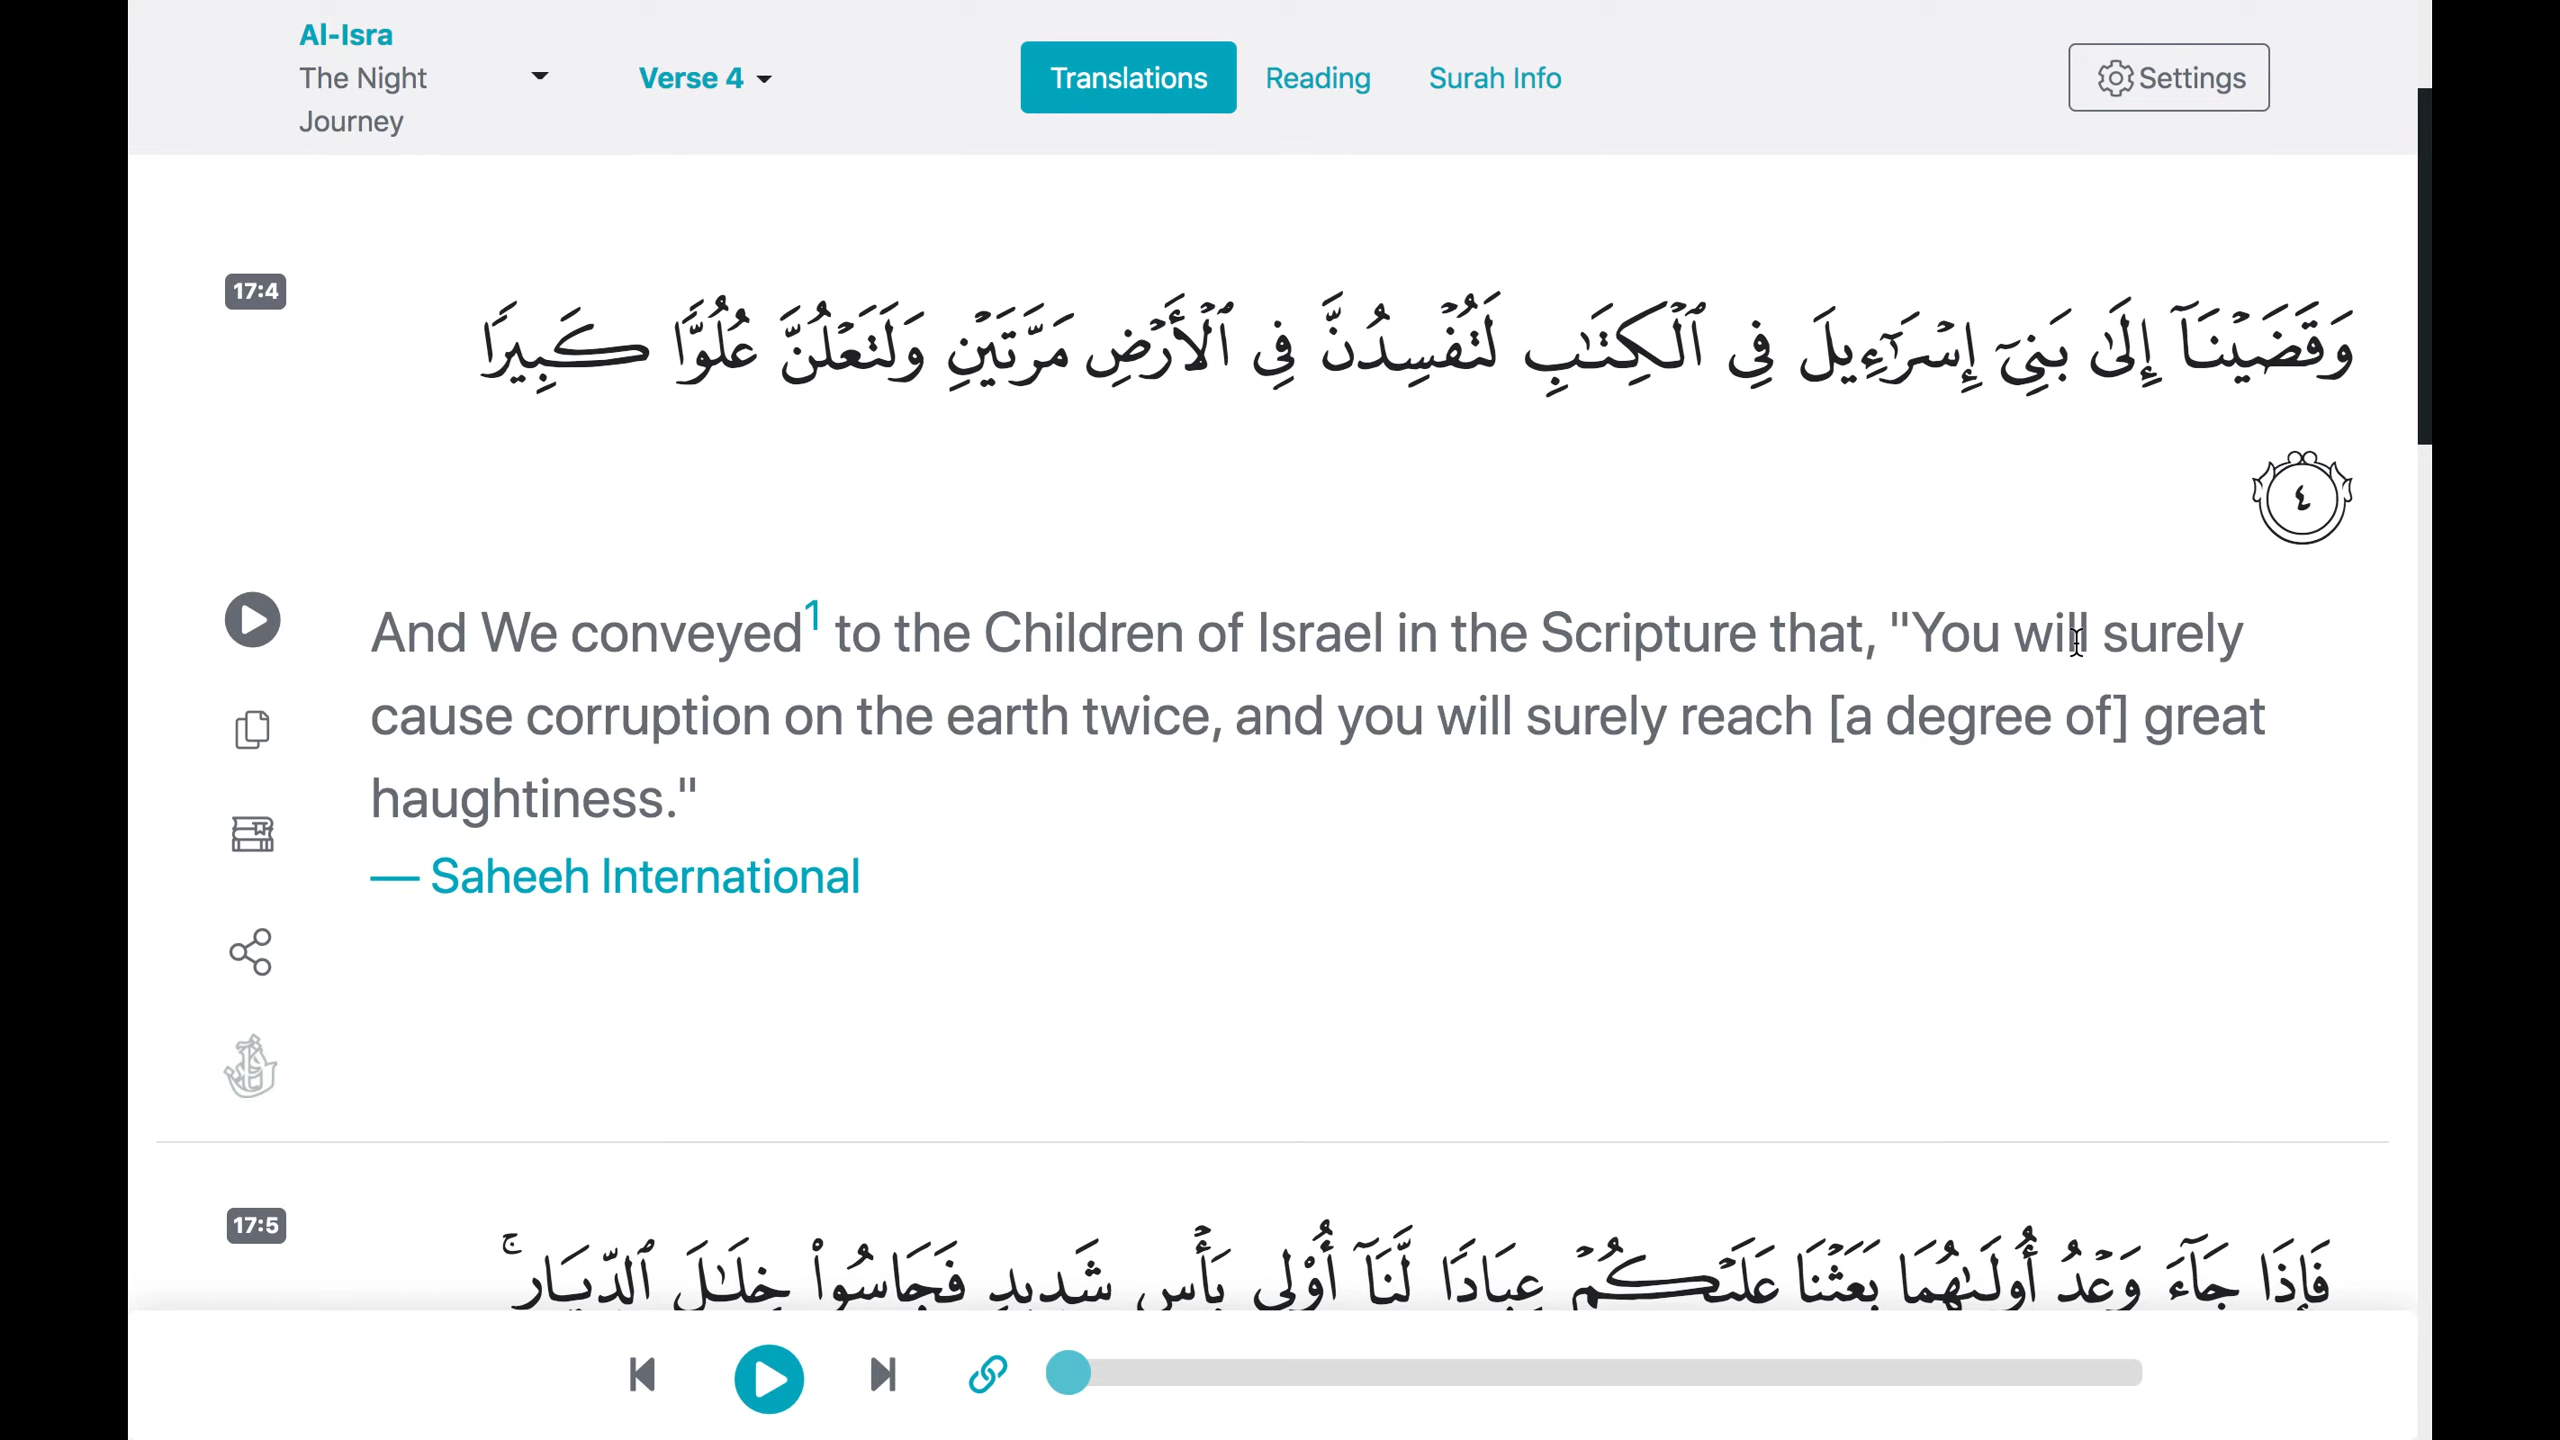 Al-Isra
The Night
Journey
Verse 4
Translations
Reading
Surah Info
Settings
17:4
وَقَضَيْنَآ إِلَىٰ بَنِىٓ إِسْرَٰٓءِيلَ فِى ٱلْكِتَـٰبِ لَتُفْسِدُنَّ فِى ٱلْأَرْضِ مَرَّتَيْنِ وَلَتَعْلُنَّ عُلُوًّا كَبِيرًا
٤
And We conveyed1 to the Children of Israel in the Scripture that, "You will surely
cause corruption on the earth twice, and you will surely reach [a degree of] great
haughtiness."
— Saheeh International
17:5
فَإِذَا جَآءَ وَعْدُ أُولَىٰهُمَا بَعَثْنَا عَلَيْكُمْ عِبَادًا لَّنَآ أُو۟لِى بَأْسٍ شَدِيدٍ فَجَاسُوا۟ خِلَـٰلَ ٱلدِّيَارِ ۚ